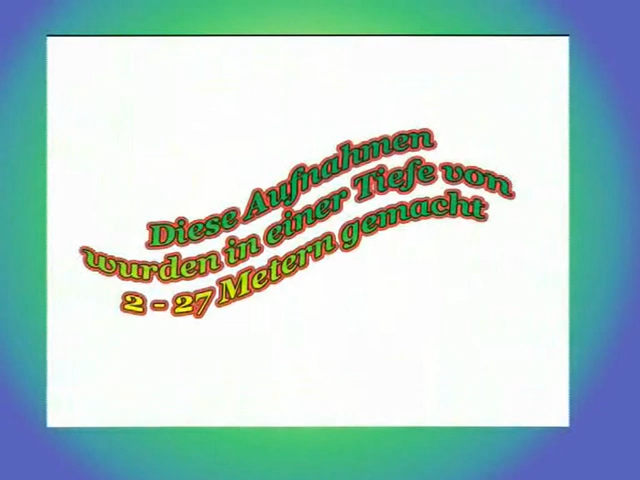 Diese Aufnahmen
wurden in einer Tiefe von
2 - 27 Metern gemacht